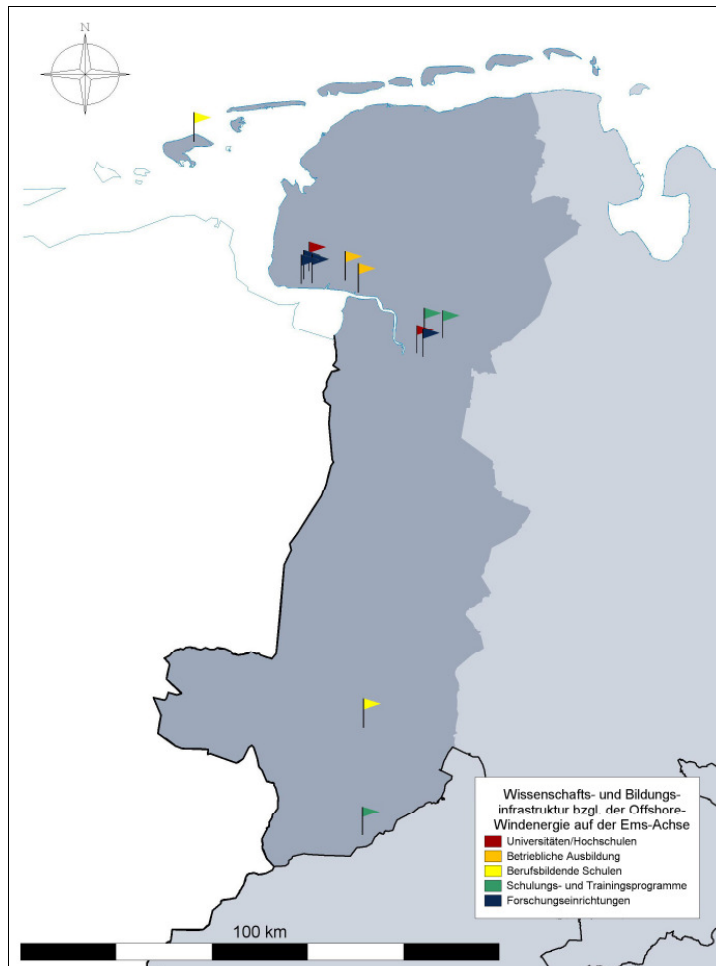 N
Wissenschafts- und Bildungs-
infrastruktur bzgl. der Offshore-
Windenergie auf der Ems-Achse
Universitäten/Hochschulen
Betriebliche Ausbildung
Berufsbildende Schulen
Schulungs- und Trainingsprogramme
Forschungseinrichtungen
100 km